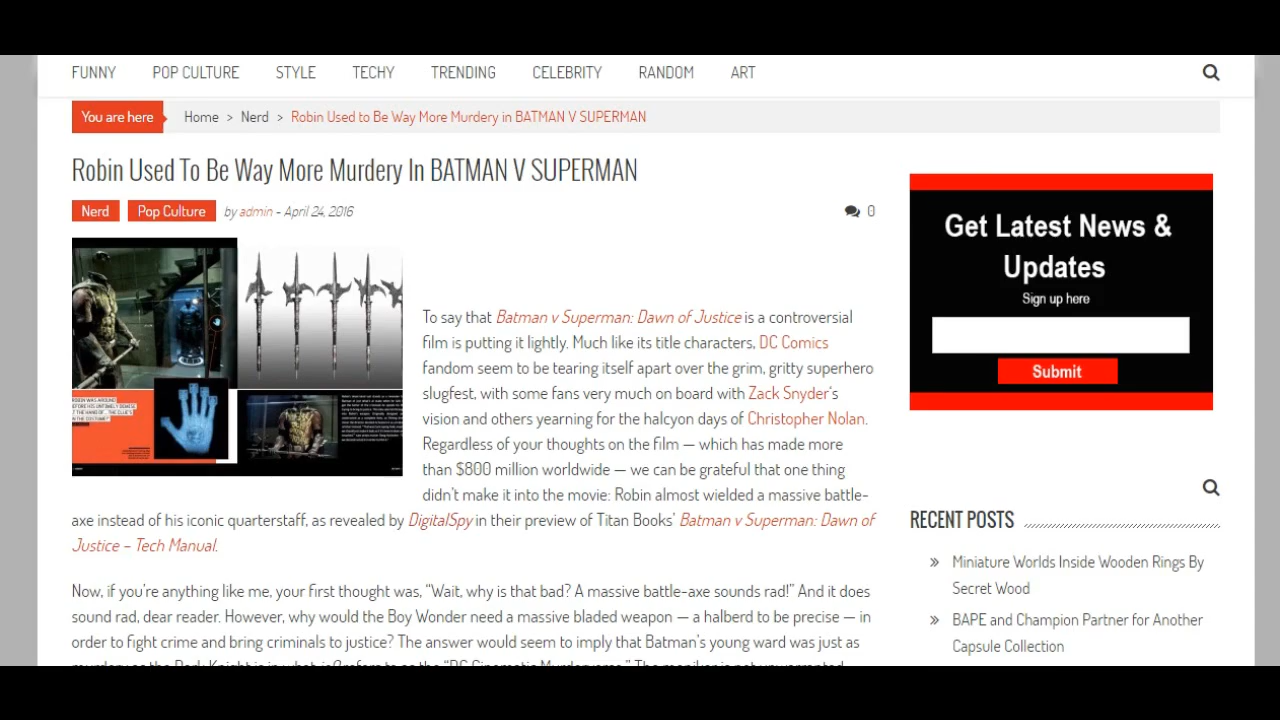 FUNNY POP CULTURE STYLE TECHY TRENDING CELEBRITY RANDOM ART
You are here Home > Nerd > Robin Used to Be Way More Murdery in BATMAN V SUPERMAN
Robin Used To Be Way More Murdery In BATMAN V SUPERMAN
Nerd Pop Culture by admin - April 24, 2016 0
To say that Batman v Superman: Dawn of Justice is a controversial
film is putting it lightly. Much like its title characters, DC Comics
fandom seem to be tearing itself apart over the grim, gritty superhero
slugfest, with some fans very much on board with Zack Snyder's
vision and others yearning for the halcyon days of Christopher Nolan.
Regardless of your thoughts on the film — which has made more
than $800 million worldwide — we can be grateful that one thing
didn't make it into the movie: Robin almost wielded a massive battle-
axe instead of his iconic quarterstaff, as revealed by DigitalSpy in their preview of Titan Books' Batman v Superman: Dawn of
Justice – Tech Manual.
Now, if you're anything like me, your first thought was, "Wait, why is that bad? A massive battle-axe sounds rad!" And it does
sound rad, dear reader. However, why would the Boy Wonder need a massive bladed weapon — a halberd to be precise — in
order to fight crime and bring criminals to justice? The answer would seem to imply that Batman's young ward was just as
Get Latest News &
Updates
Sign up here
Submit
RECENT POSTS
Miniature Worlds Inside Wooden Rings By
Secret Wood
BAPE and Champion Partner for Another
Capsule Collection